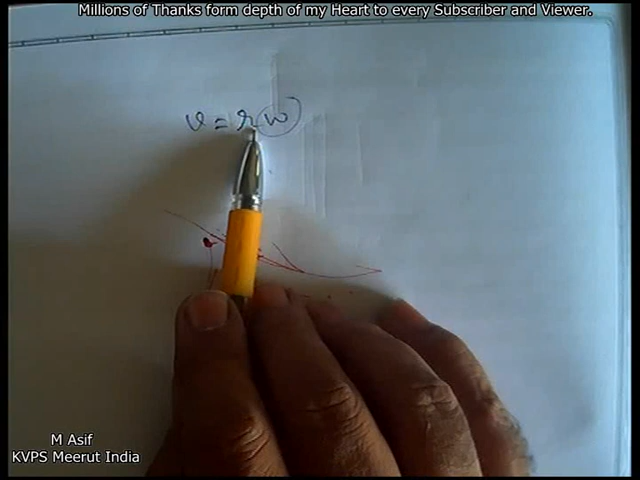 Millions of Thanks form depth of my Heart to every Subscriber and Viewer.
v = rω
M Asif
KVPS Meerut India